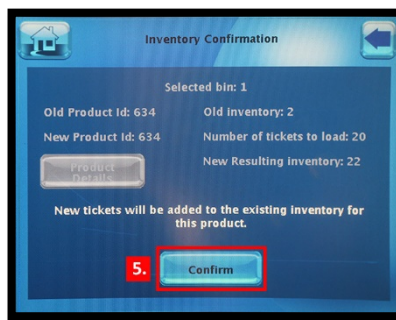 Inventory Confirmation
Selected bin: 1
Old Product Id: 634
Old inventory: 2
New Product Id: 634
Number of tickets to load: 20
Product
Details
New Resulting inventory: 22
New tickets will be added to the existing inventory for
this product.
5.
Confirm